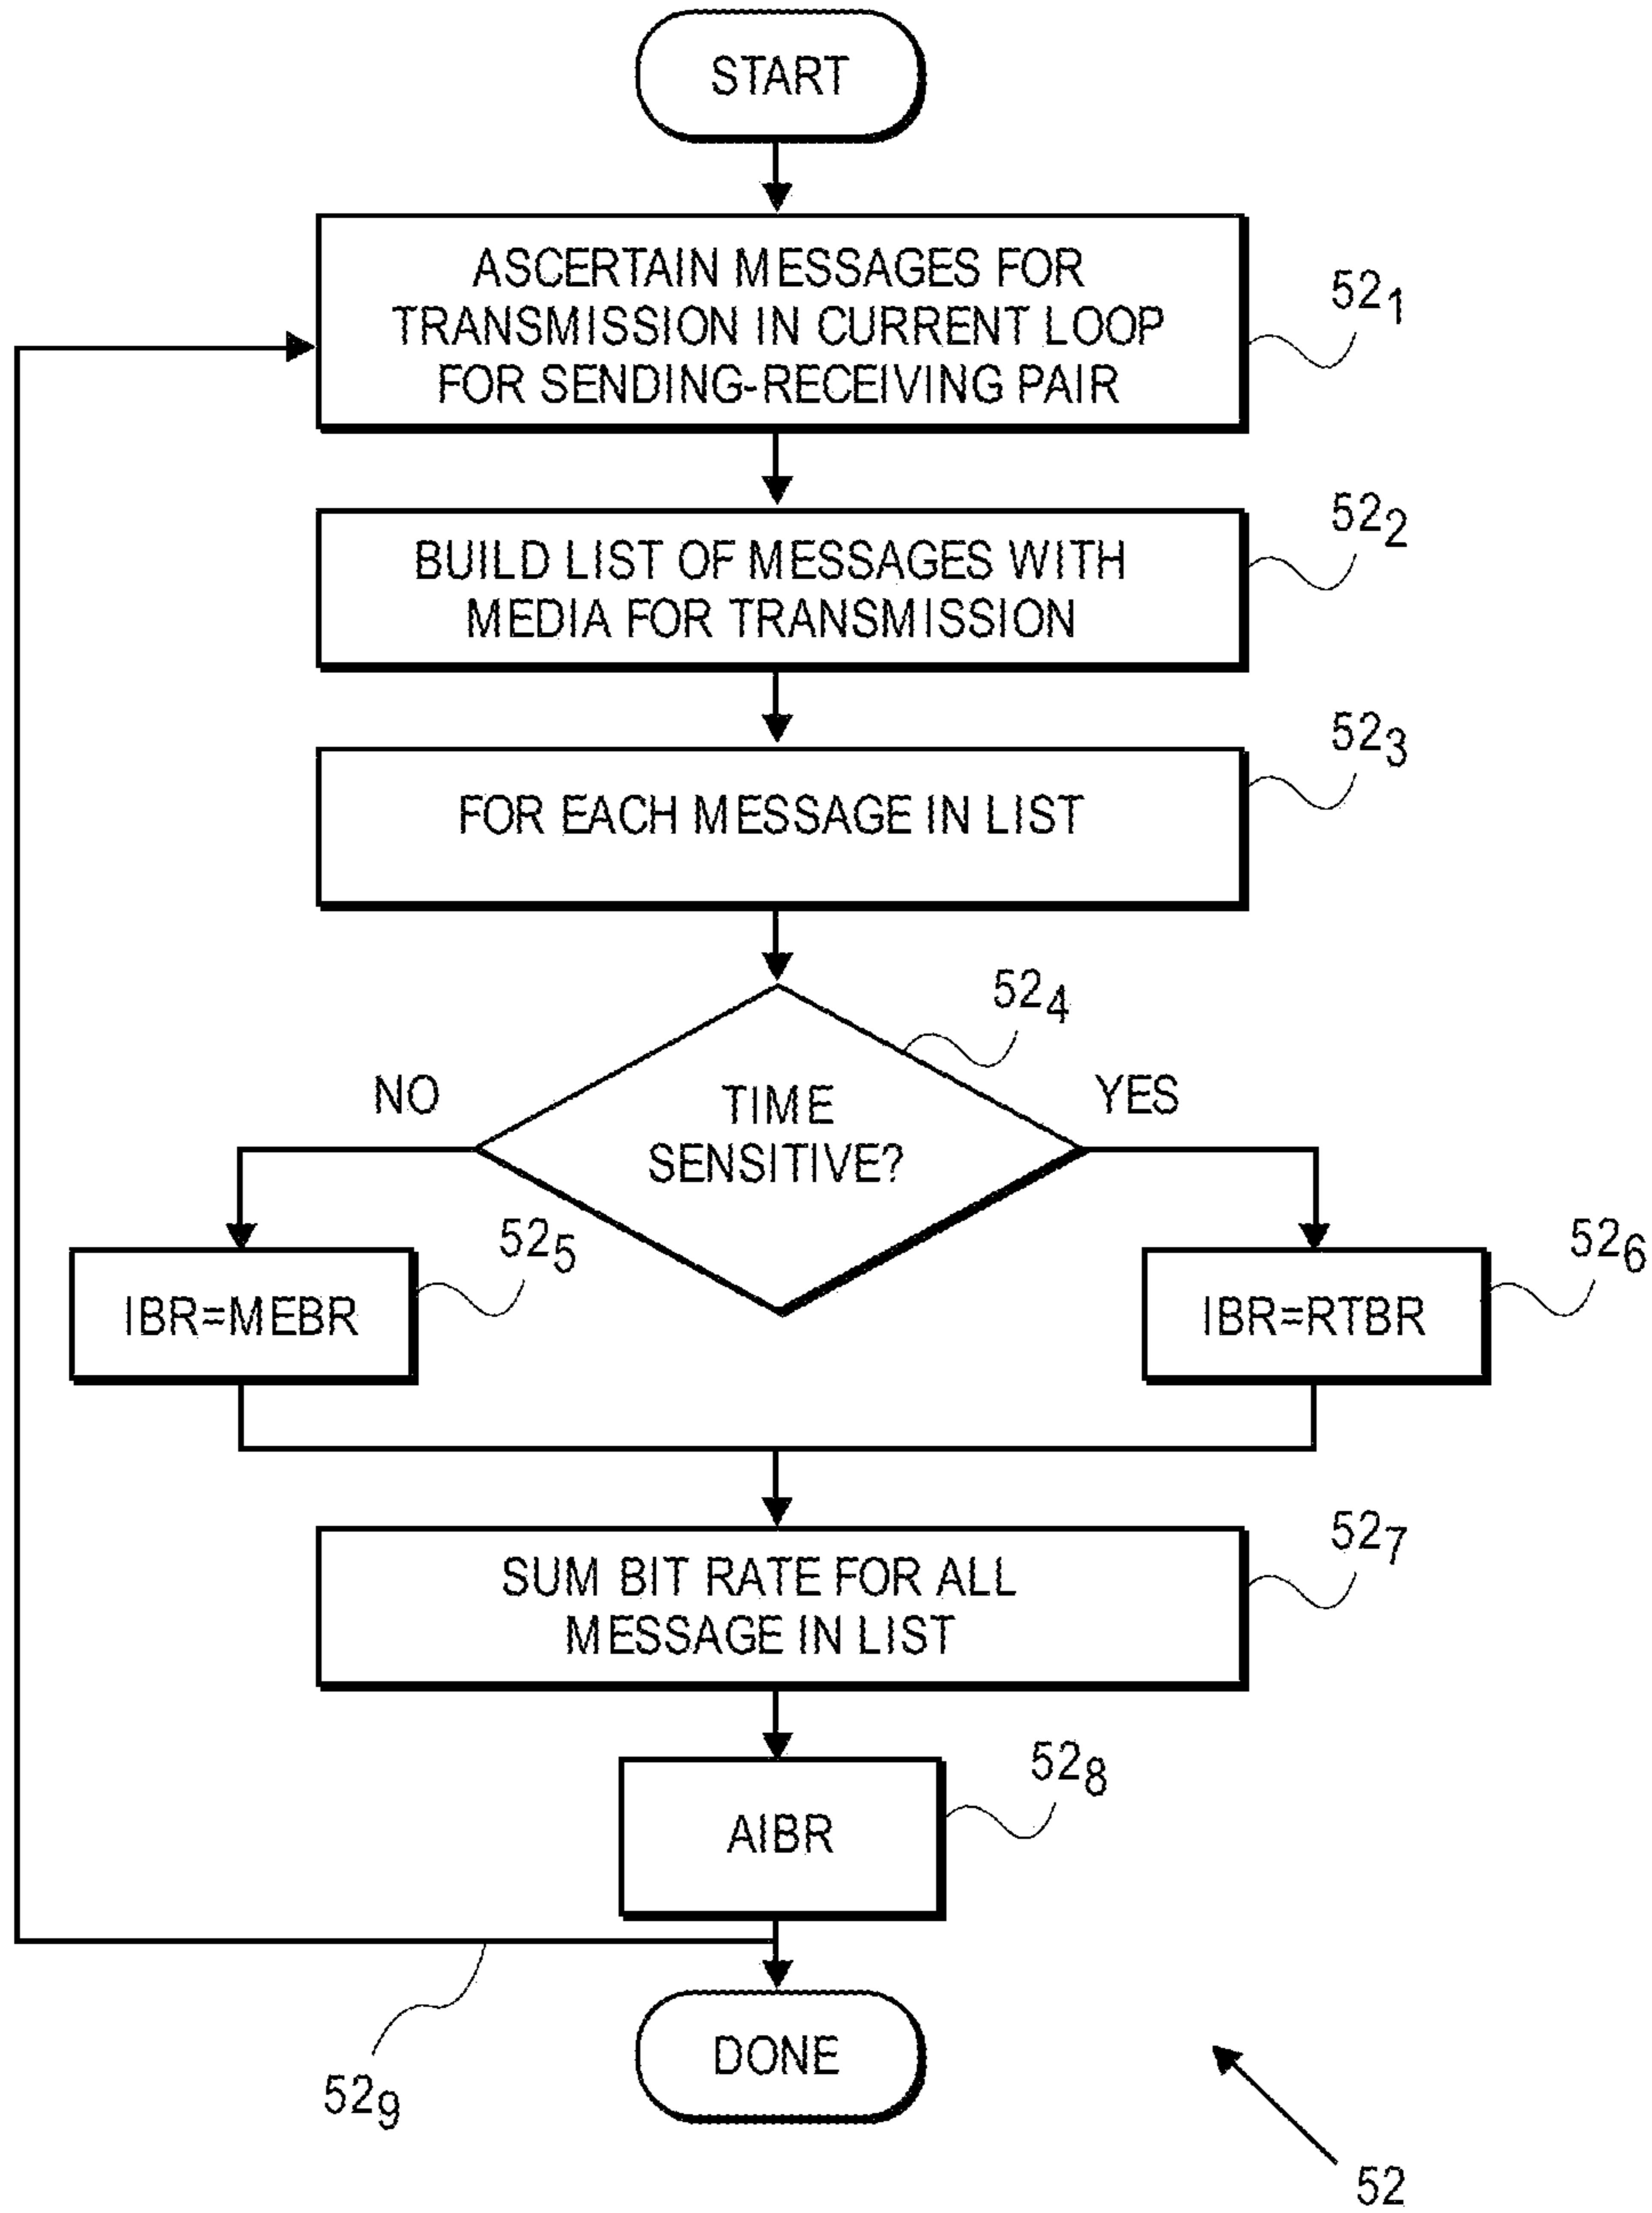 START
ASCERTAIN MESSAGES FOR
TRANSMISSION IN CURRENT LOOP
FOR SENDING-RECEIVING PAIR
52₁
BUILD LIST OF MESSAGES WITH
MEDIA FOR TRANSMISSION
52₂
FOR EACH MESSAGE IN LIST
52₃
52₄
NO
TIME
SENSITIVE?
YES
IBR=MEBR
52₅
IBR=RTBR
52₆
SUM BIT RATE FOR ALL
MESSAGE IN LIST
52₇
AIBR
52₈
52₉
DONE
52